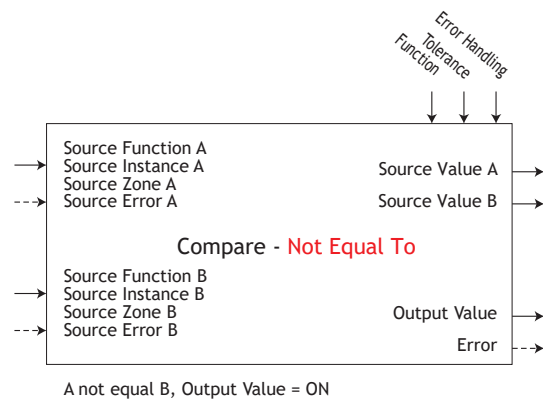 Error Handling
Tolerance
Function
Source Function A
Source Instance A
Source Zone A
Source Error A
Source Value A
Source Value B
Compare - Not Equal To
Source Function B
Source Instance B
Source Zone B
Source Error B
Output Value
Error
A not equal B, Output Value = ON